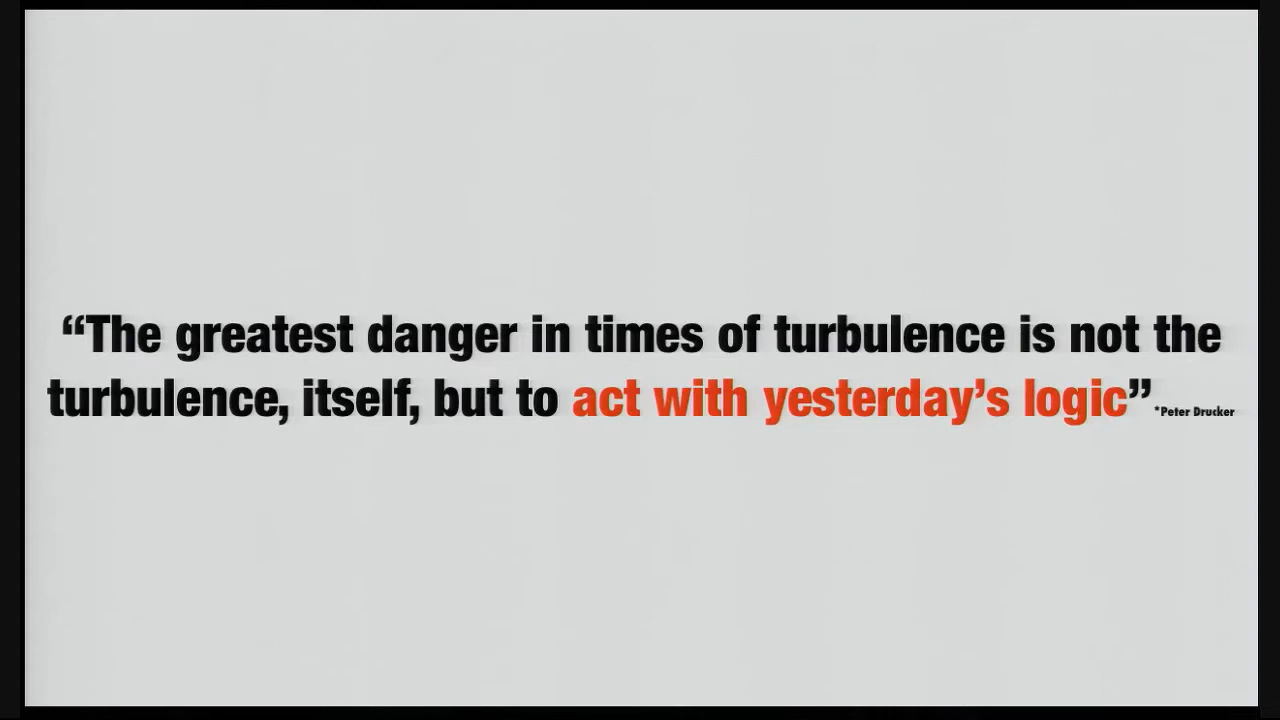 “The greatest danger in times of turbulence is not the
turbulence, itself, but to act with yesterday’s logic” *Peter Drucker